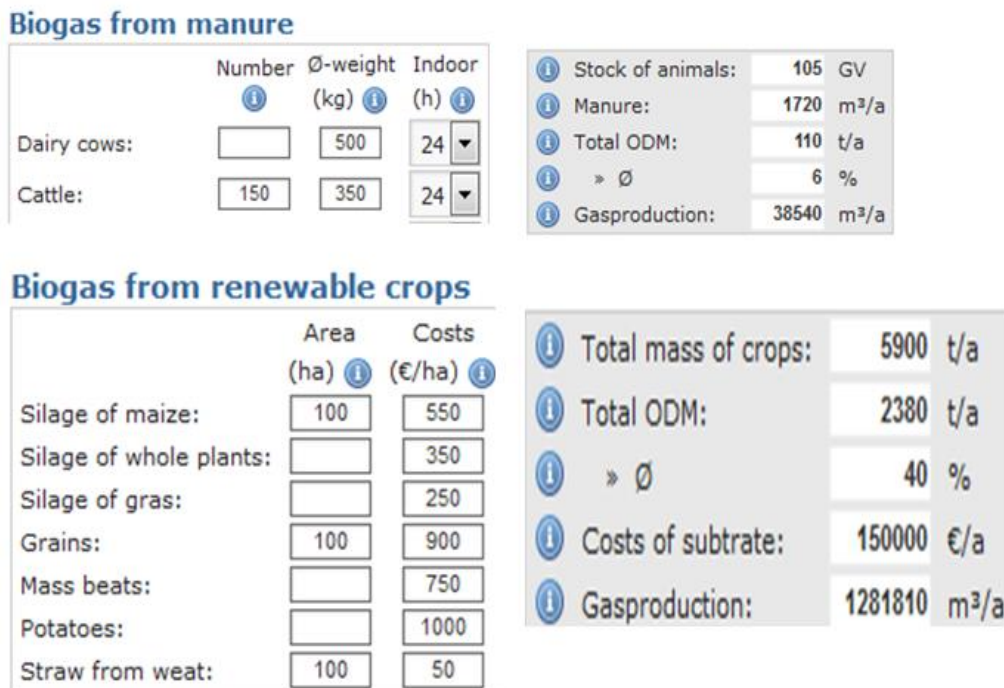 Biogas from manure
Number Ø-weight Indoor
(kg) (h)
Dairy cows: 500 24
Cattle: 150 350 24
Stock of animals: 105 GV
Manure: 1720 m³/a
Total ODM: 110 t/a
» Ø 6 %
Gasproduction: 38540 m³/a
Biogas from renewable crops
Area Costs
(ha) (€/ha)
Silage of maize: 100 550
Silage of whole plants: 350
Silage of gras: 250
Grains: 100 900
Mass beats: 750
Potatoes: 1000
Straw from weat: 100 50
Total mass of crops: 5900 t/a
Total ODM: 2380 t/a
» Ø 40 %
Costs of subtrate: 150000 €/a
Gasproduction: 1281810 m³/a